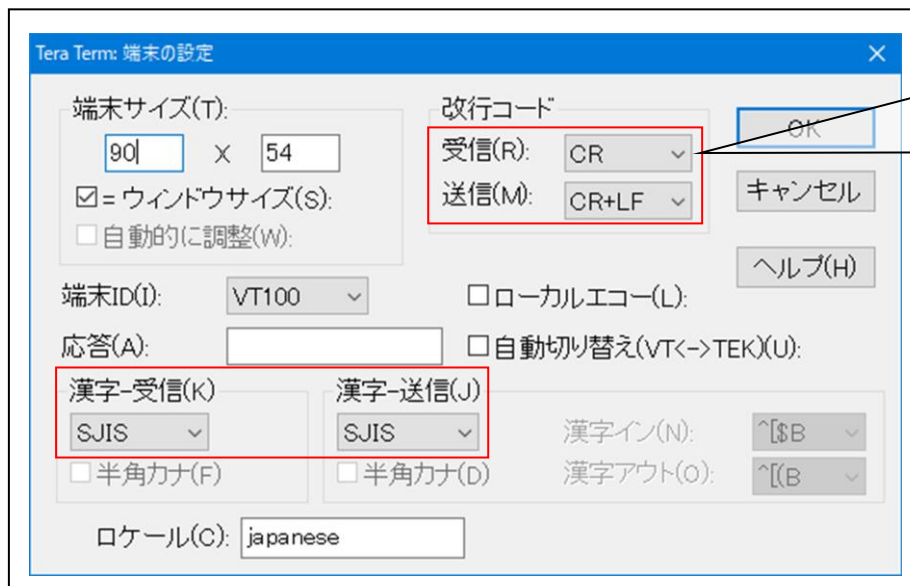 Tera Term: 端末の設定
端末サイズ(T):
90 X 54
=ウィンドウサイズ(S):
自動的に調整(W):
改行コード
受信(R): CR
送信(M): CR+LF
OK
キャンセル
ヘルプ(H)
端末ID(I): VT100
ローカルエコー(L):
応答(A):
自動切り替え(VT<->TEK)(U):
漢字-受信(K)
SJIS
半角カナ(F)
漢字-送信(J)
SJIS
半角カナ(D)
漢字イン(N): ^[$B
漢字アウト(O): ^[(B
ロケール(C): japanese